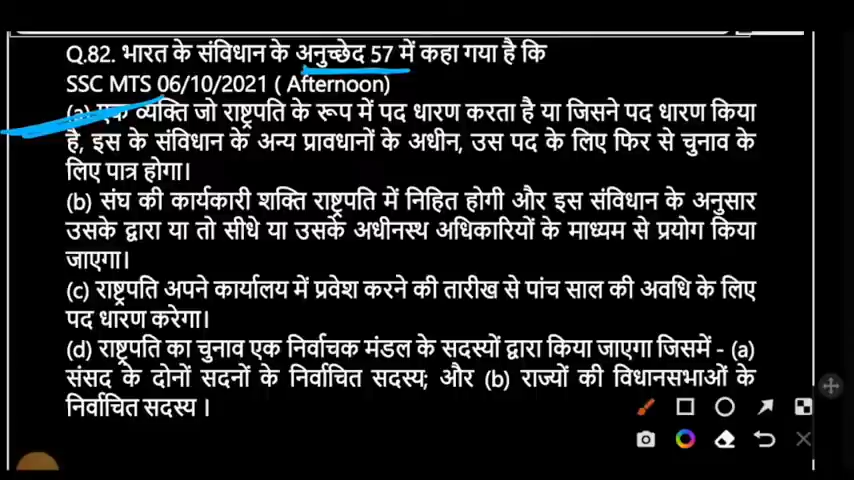 Q.82. भारत के संविधान के अनुच्छेद 57 में कहा गया है कि
SSC MTS 06/10/2021 ( Afternoon)
(a) एक व्यक्ति जो राष्ट्रपति के रूप में पद धारण करता है या जिसने पद धारण किया
है, इस के संविधान के अन्य प्रावधानों के अधीन, उस पद के लिए फिर से चुनाव के
लिए पात्र होगा।
(b) संघ की कार्यकारी शक्ति राष्ट्रपति में निहित होगी और इस संविधान के अनुसार
उसके द्वारा या तो सीधे या उसके अधीनस्थ अधिकारियों के माध्यम से प्रयोग किया
जाएगा।
(c) राष्ट्रपति अपने कार्यालय में प्रवेश करने की तारीख से पांच साल की अवधि के लिए
पद धारण करेगा।
(d) राष्ट्रपति का चुनाव एक निर्वाचक मंडल के सदस्यों द्वारा किया जाएगा जिसमें - (a)
संसद के दोनों सदनों के निर्वाचित सदस्य; और (b) राज्यों की विधानसभाओं के
निर्वाचित सदस्य ।